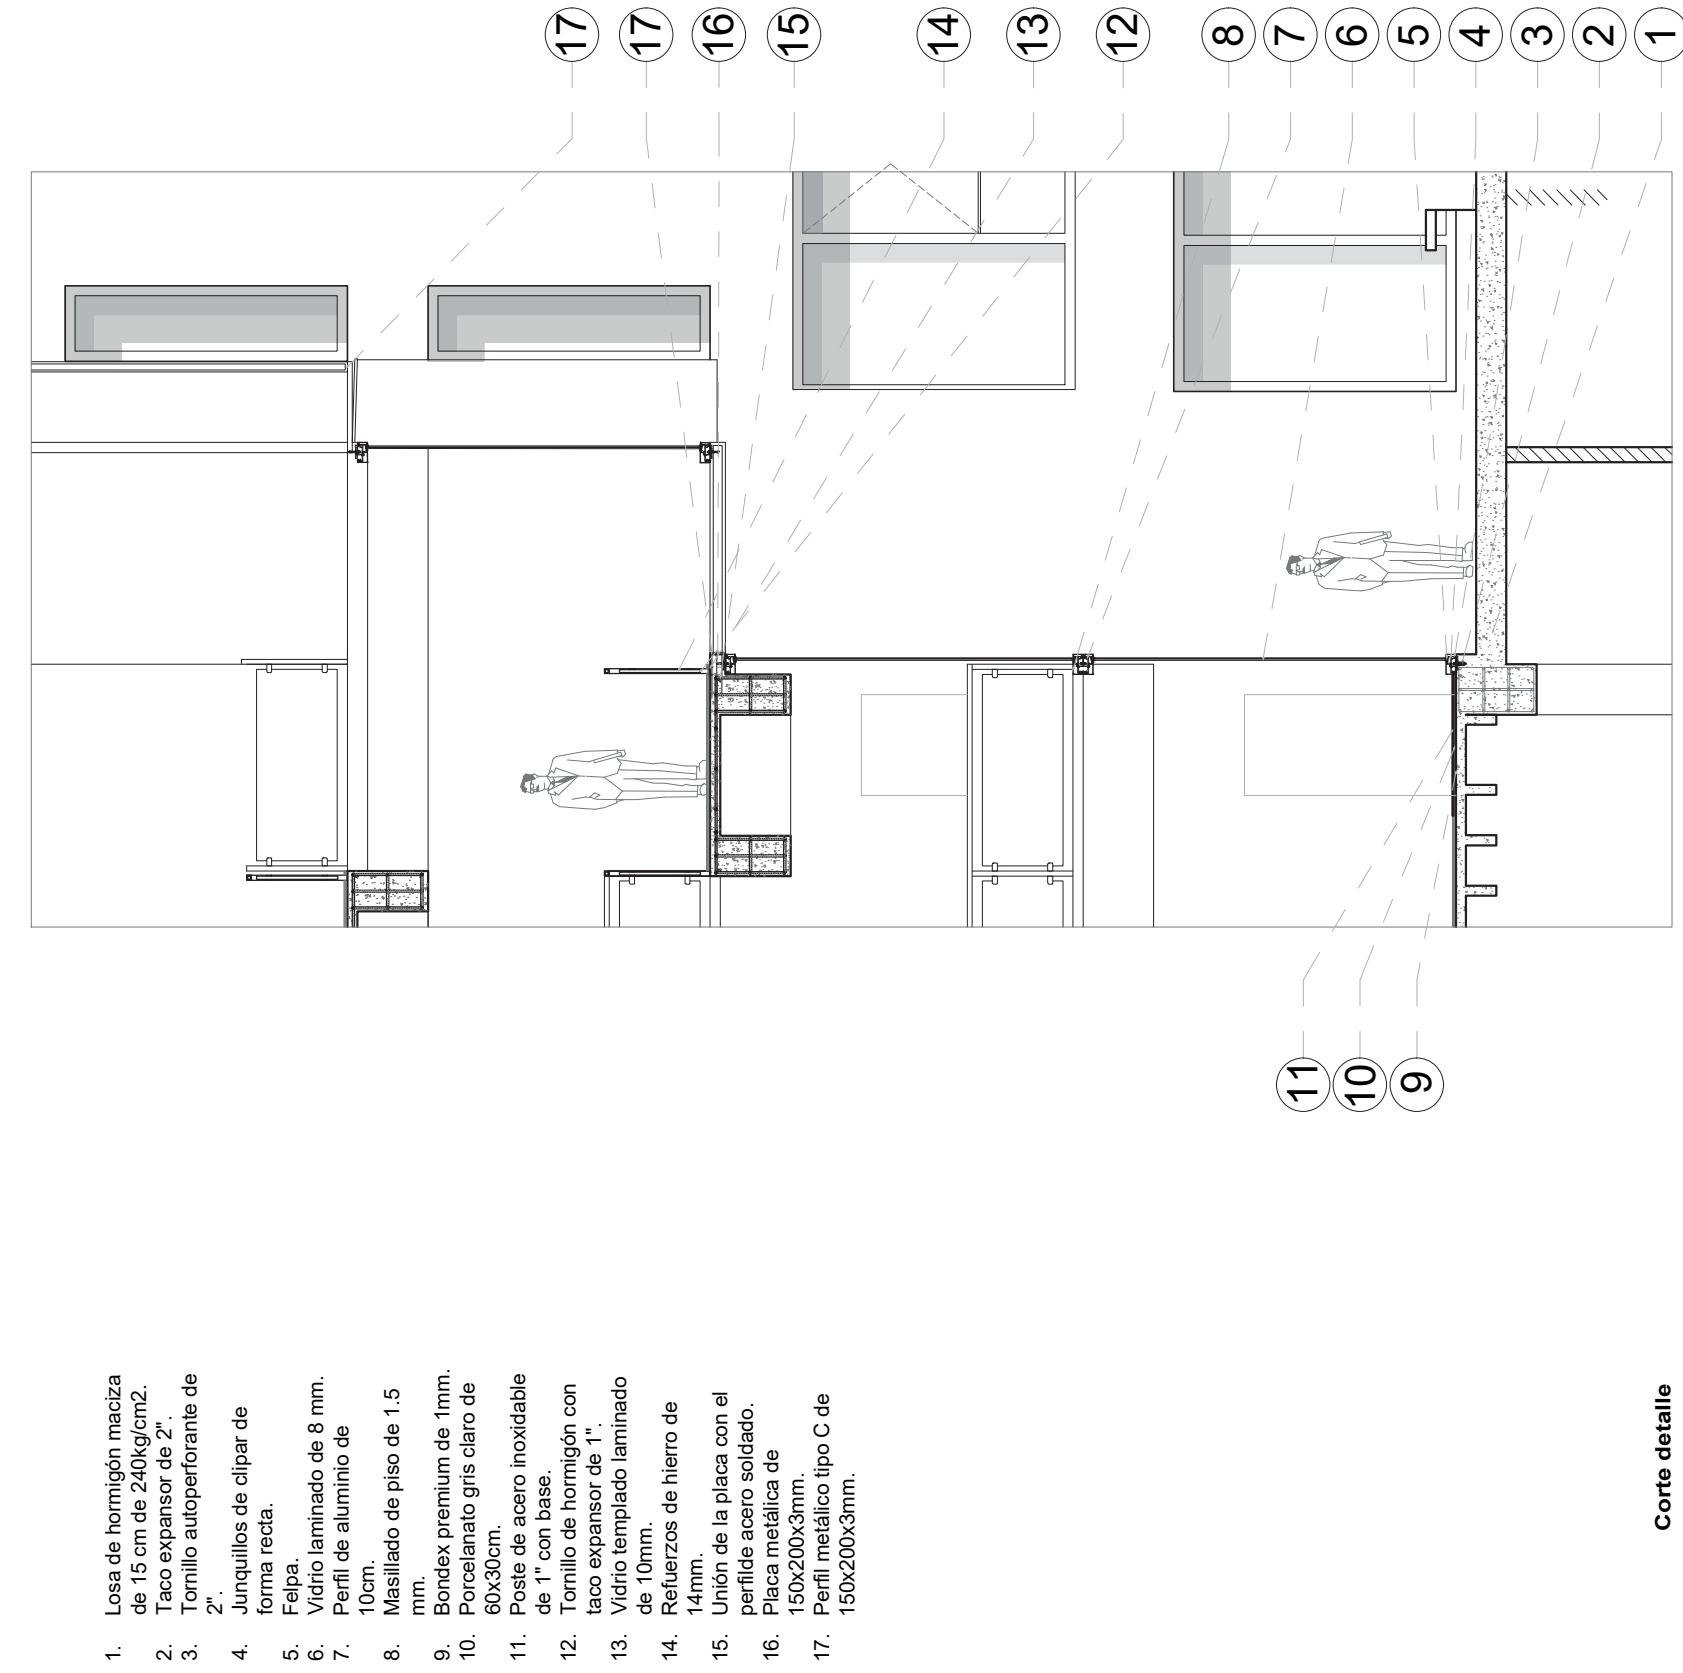 17
17
16
15
14
13
12
8
7
6
5
4
3
2
1
11
10
9
1. Losa de hormigón maciza
de 15 cm de 240kg/cm2.
2. Taco expansor de 2".
3. Tornillo autoperforante de
2".
4. Junquillos de clipar de
forma recta.
5. Felpa.
6. Vidrio laminado de 8 mm.
7. Perfil de aluminio de
10cm.
8. Masillado de piso de 1.5
mm.
9. Bondex premium de 1mm.
10. Porcelanato gris claro de
60x30cm.
11. Poste de acero inoxidable
de 1" con base.
12. Tornillo de hormigón con
taco expansor de 1".
13. Vidrio templado laminado
de 10mm.
14. Refuerzos de hierro de
14mm.
15. Unión de la placa con el
perfilde acero soldado.
16. Placa metálica de
150x200x3mm.
17. Perfil metálico tipo C de
150x200x3mm.
Corte detalle